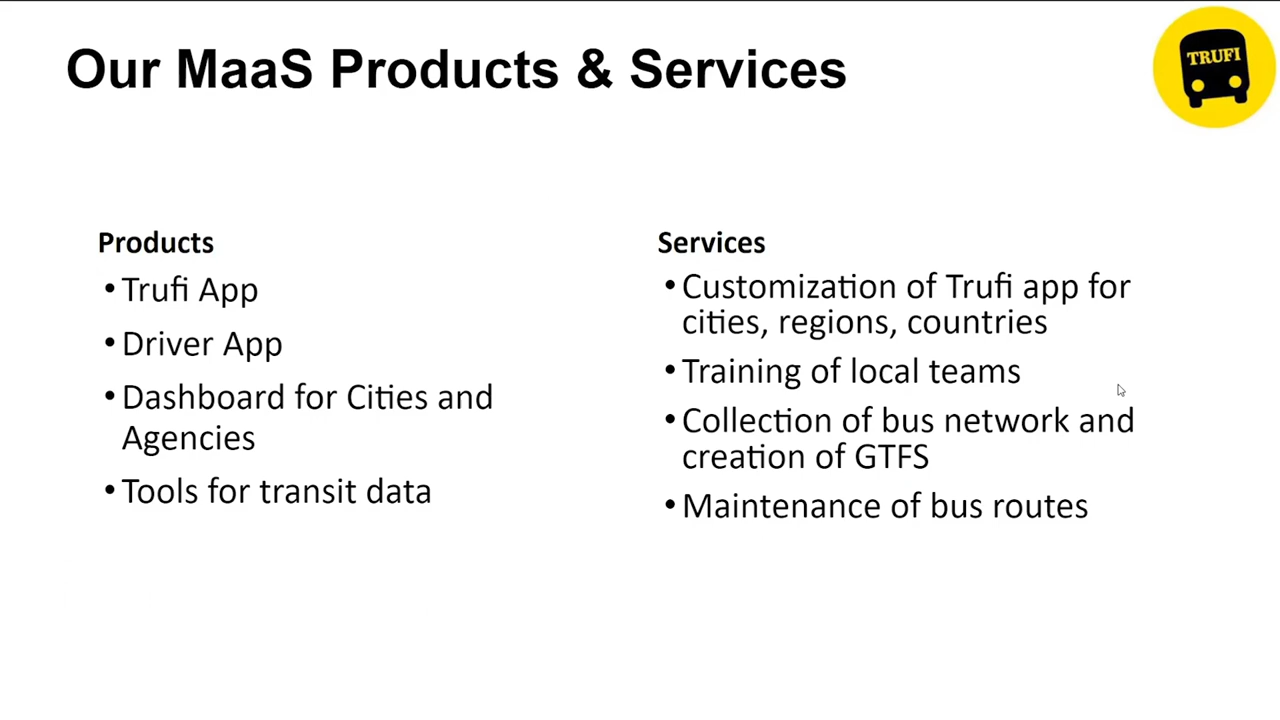 Our MaaS Products & Services
TRUFI
Products
• Trufi App
• Driver App
• Dashboard for Cities and
Agencies
• Tools for transit data
Services
• Customization of Trufi app for
cities, regions, countries
• Training of local teams
• Collection of bus network and
creation of GTFS
• Maintenance of bus routes